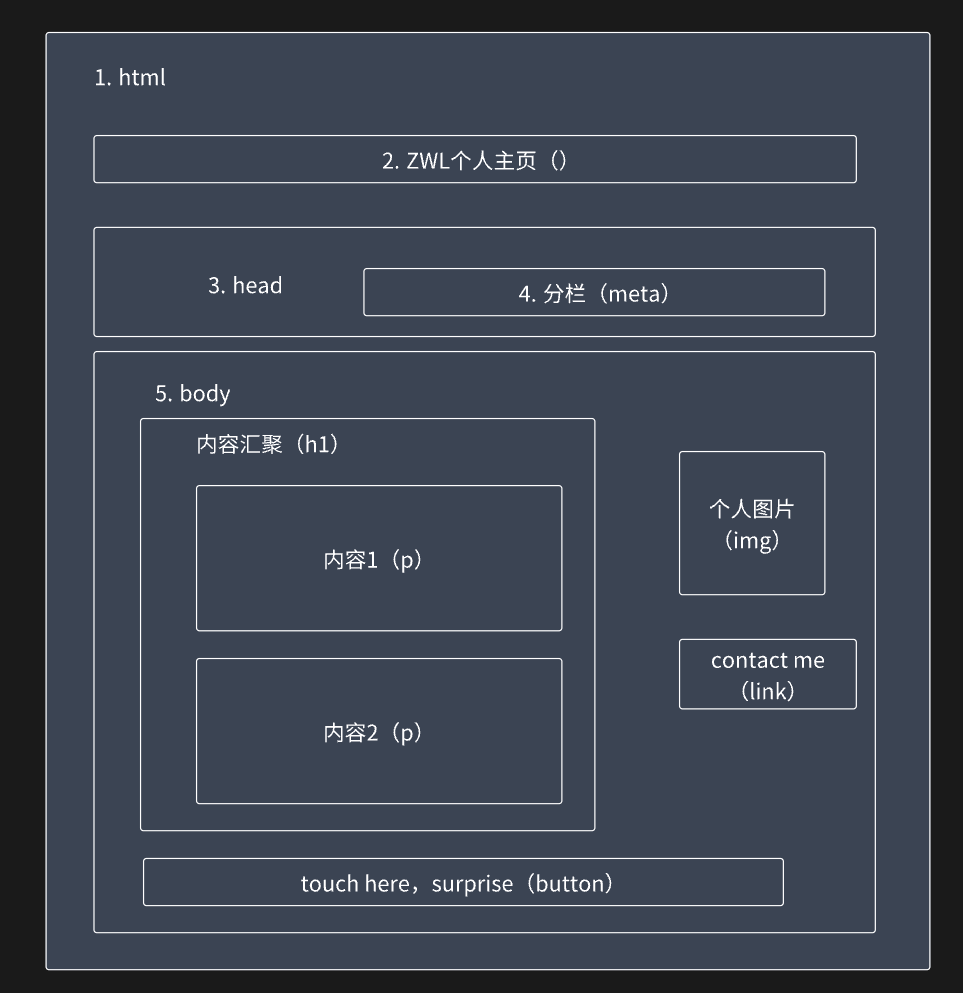 1. html
2. ZWL个人主页（）
3. head
4. 分栏（meta）
5. body
内容汇聚（h1）
内容1（p）
内容2（p）
个人图片
（img）
contact me
（link）
touch here，surprise（button）